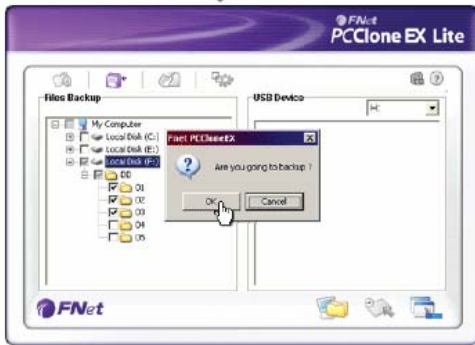 FNet
PCClone EX Lite
Files Backup
USB Device
H:
My Computer
Local Disk (C:)
Local Disk (E:)
Local Disk (F:)
DD
01
02
03
04
05
Fnet PCCloneEX
Are you going to backup ?
OK
Cancel
FNet